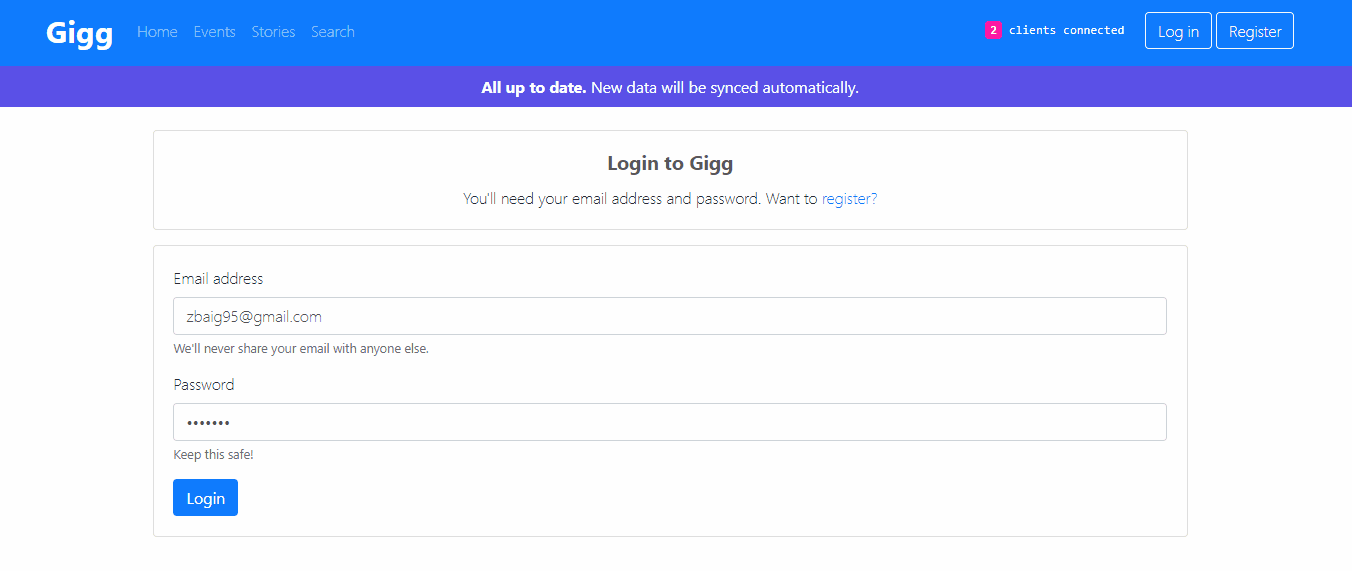 Gigg Home Events Stories Search 2 clients connected Log in Register
All up to date. New data will be synced automatically.
Login to Gigg
You'll need your email address and password. Want to register?
Email address
zbaig95@gmail.com
We'll never share your email with anyone else.
Password
•••••••
Keep this safe!
Login